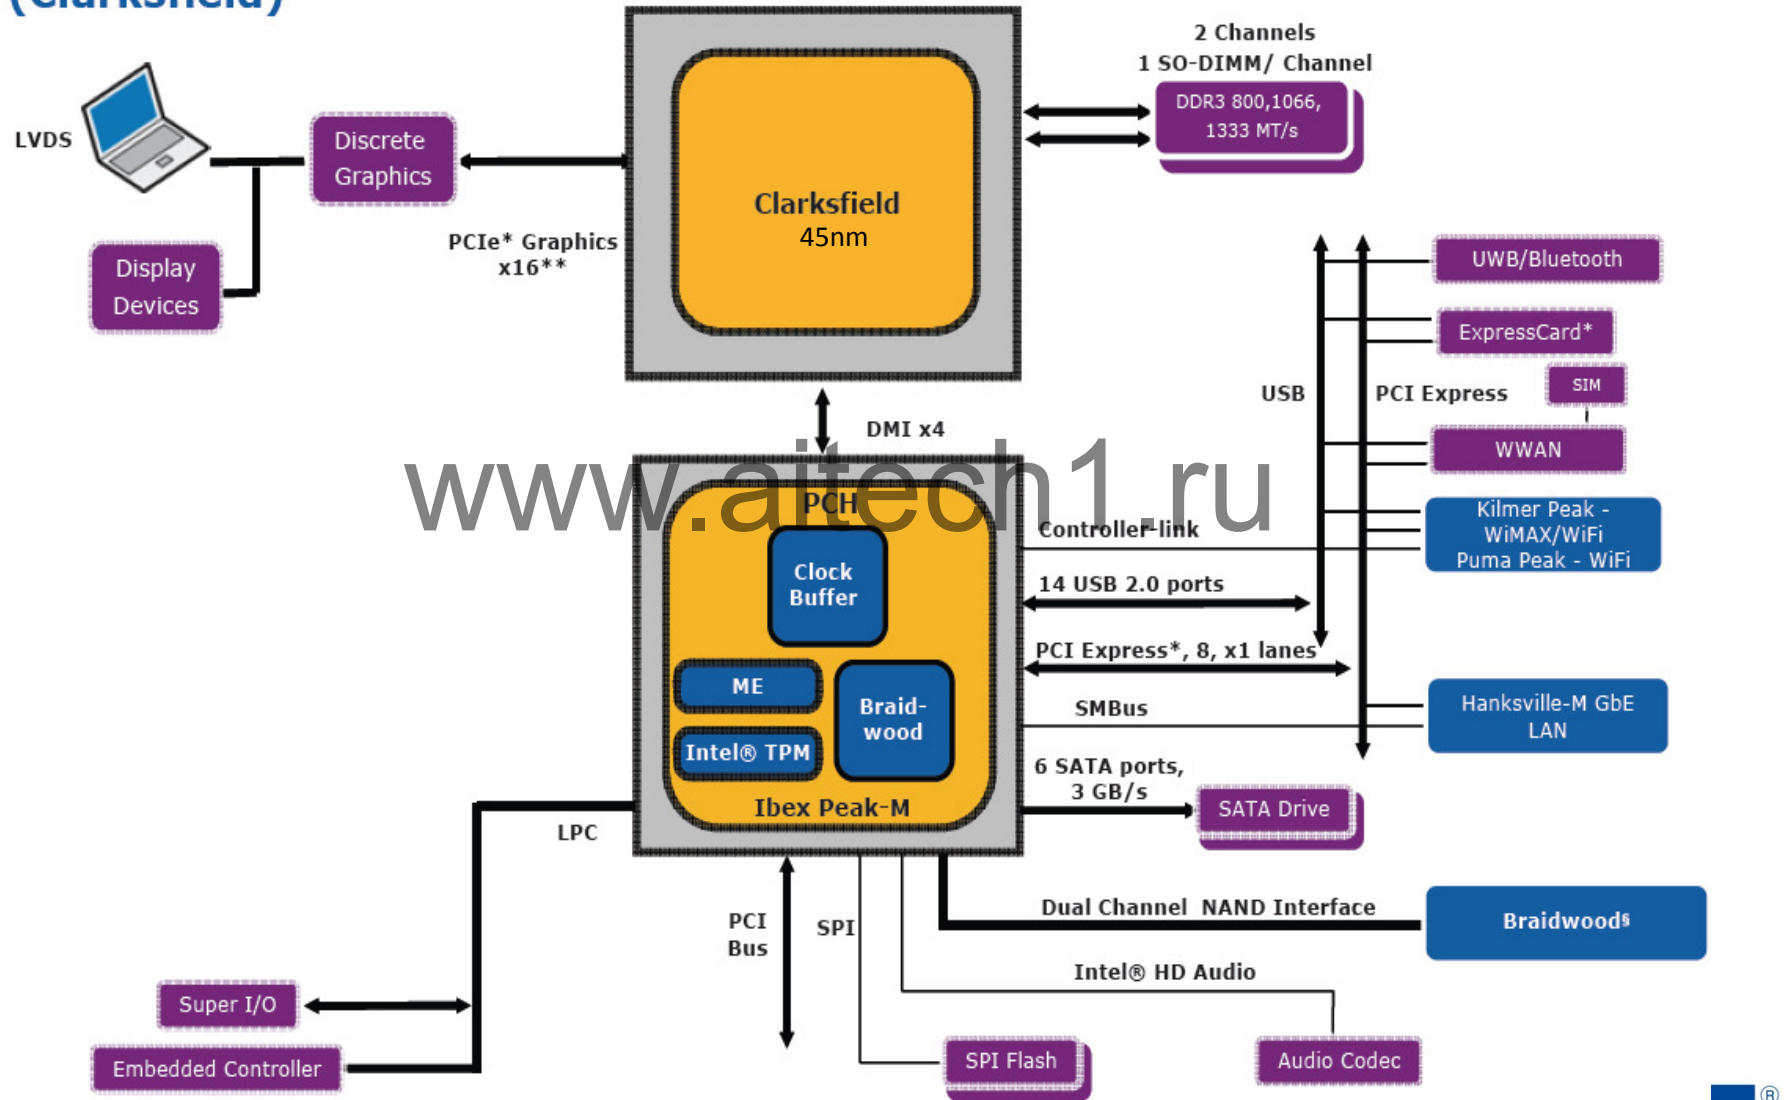 (Clarksfield)
2 Channels
1 SO-DIMM/ Channel
DDR3 800,1066,
1333 MT/s
LVDS
Discrete
Graphics
Clarksfield
45nm
PCIe* Graphics
x16**
Display
Devices
UWB/Bluetooth
ExpressCard*
USB
PCI Express
SIM
DMI x4
WWAN
www.aitech1.ru
PCH
Controller-link
Kilmer Peak -
WiMAX/WiFi
Puma Peak - WiFi
Clock
Buffer
14 USB 2.0 ports
PCI Express*, 8, x1 lanes
ME
Braid-
wood
SMBus
Hanksville-M GbE
LAN
Intel® TPM
6 SATA ports,
3 GB/s
SATA Drive
Ibex Peak-M
LPC
PCI
Bus
SPI
Dual Channel NAND Interface
Braidwood§
Intel® HD Audio
Super I/O
Embedded Controller
SPI Flash
Audio Codec
®